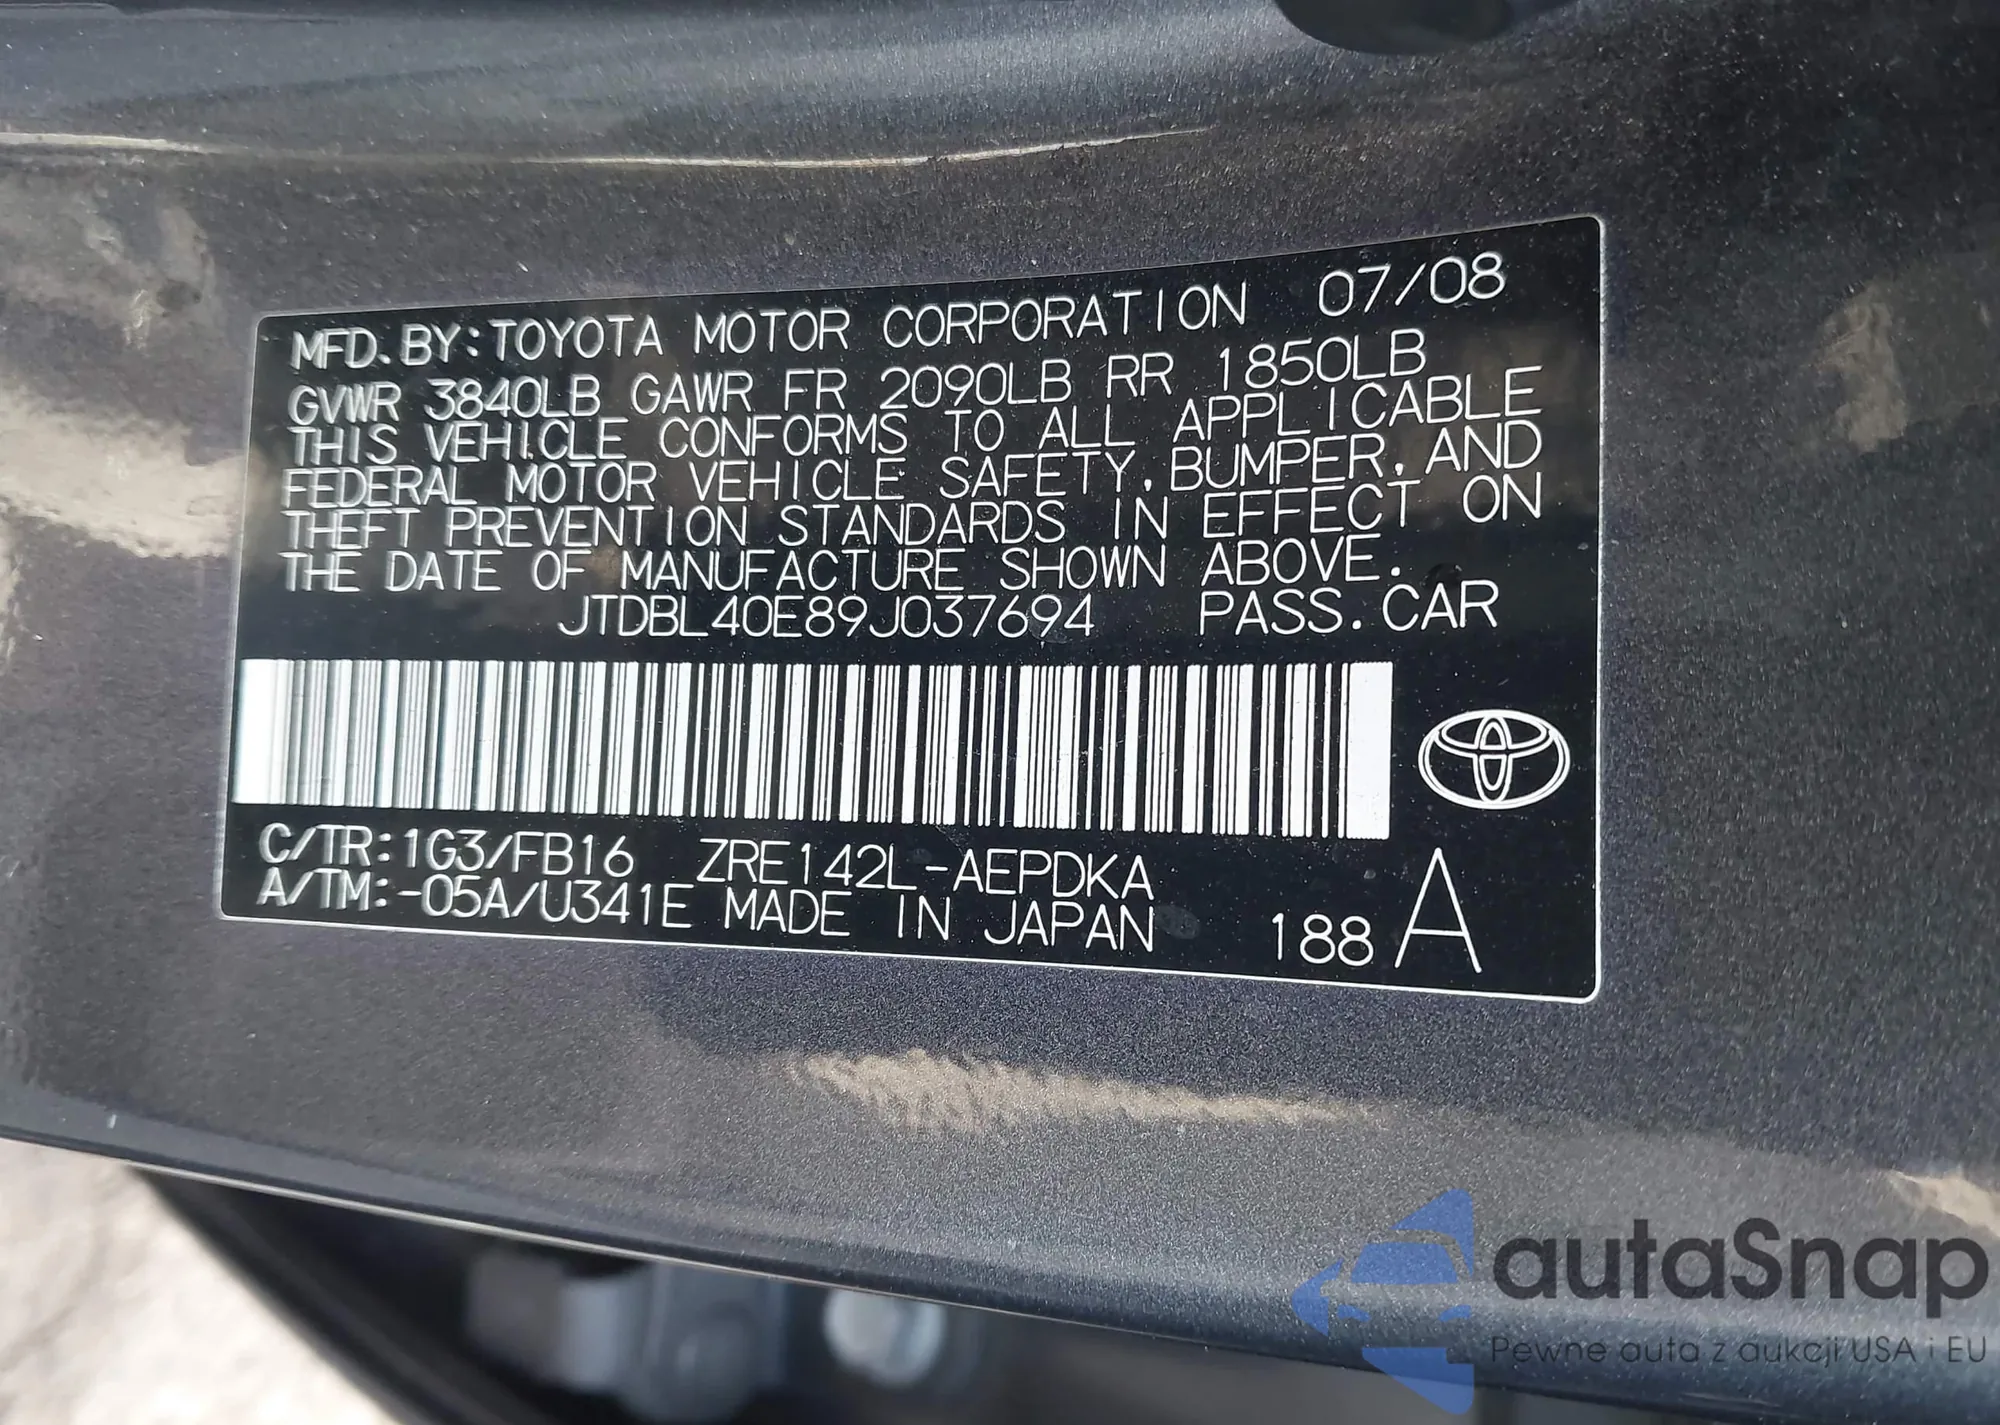 MFD. BY: TOYOTA MOTOR CORPORATION 07/08
GVWR 3840LB GAWR FR 2090LB RR 1850LB
THIS VEHICLE CONFORMS TO ALL APPLICABLE
FEDERAL MOTOR VEHICLE SAFETY, BUMPER, AND
THEFT PREVENTION STANDARDS IN EFFECT ON
THE DATE OF MANUFACTURE SHOWN ABOVE.
JTDBL40E89J037694 PASS. CAR
C/TR: 1G3/FB16 ZRE142L-AEPDKA
A/TM: -05A/U341E MADE IN JAPAN 188 A
autaSnap
Pewne auta z aukcji USA i EU